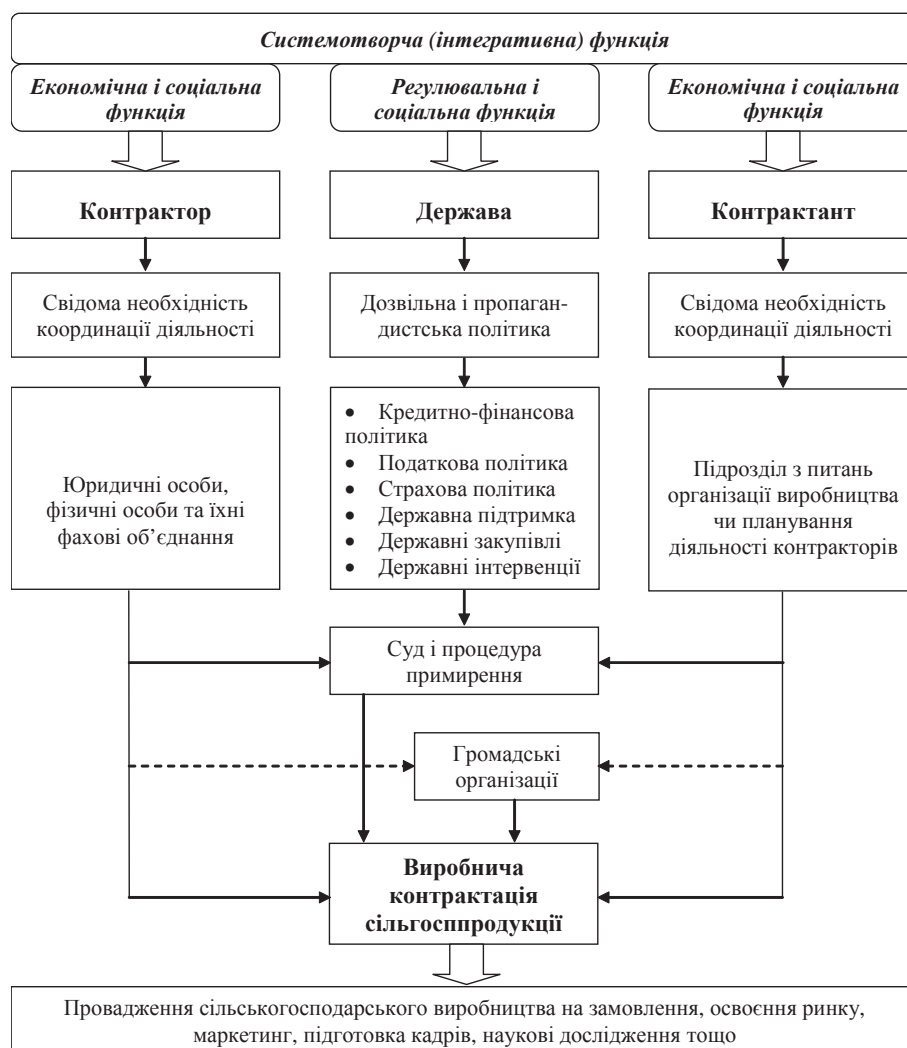 Системотворча (інтегративна) функція
Економічна і соціальна
функція
Регулювальна і
соціальна функція
Економічна і соціальна
функція
Контрактор
Держава
Контрактант
Свідома необхідність
координації діяльності
Дозвільна і пропаган-
дистська політика
Свідома необхідність
координації діяльності
Юридичні особи,
фізичні особи та їхні
фахові об’єднання
• Кредитно-фінансова
політика
• Податкова політика
• Страхова політика
• Державна підтримка
• Державні закупівлі
• Державні інтервенції
Підрозділ з питань
організації виробництва
чи планування
діяльності контракторів
Суд і процедура
примирення
Громадські
організації
Виробнича
контрактація
сільгосппродукції
Провадження сільськогосподарського виробництва на замовлення, освоєння ринку,
маркетинг, підготовка кадрів, наукові дослідження тощо